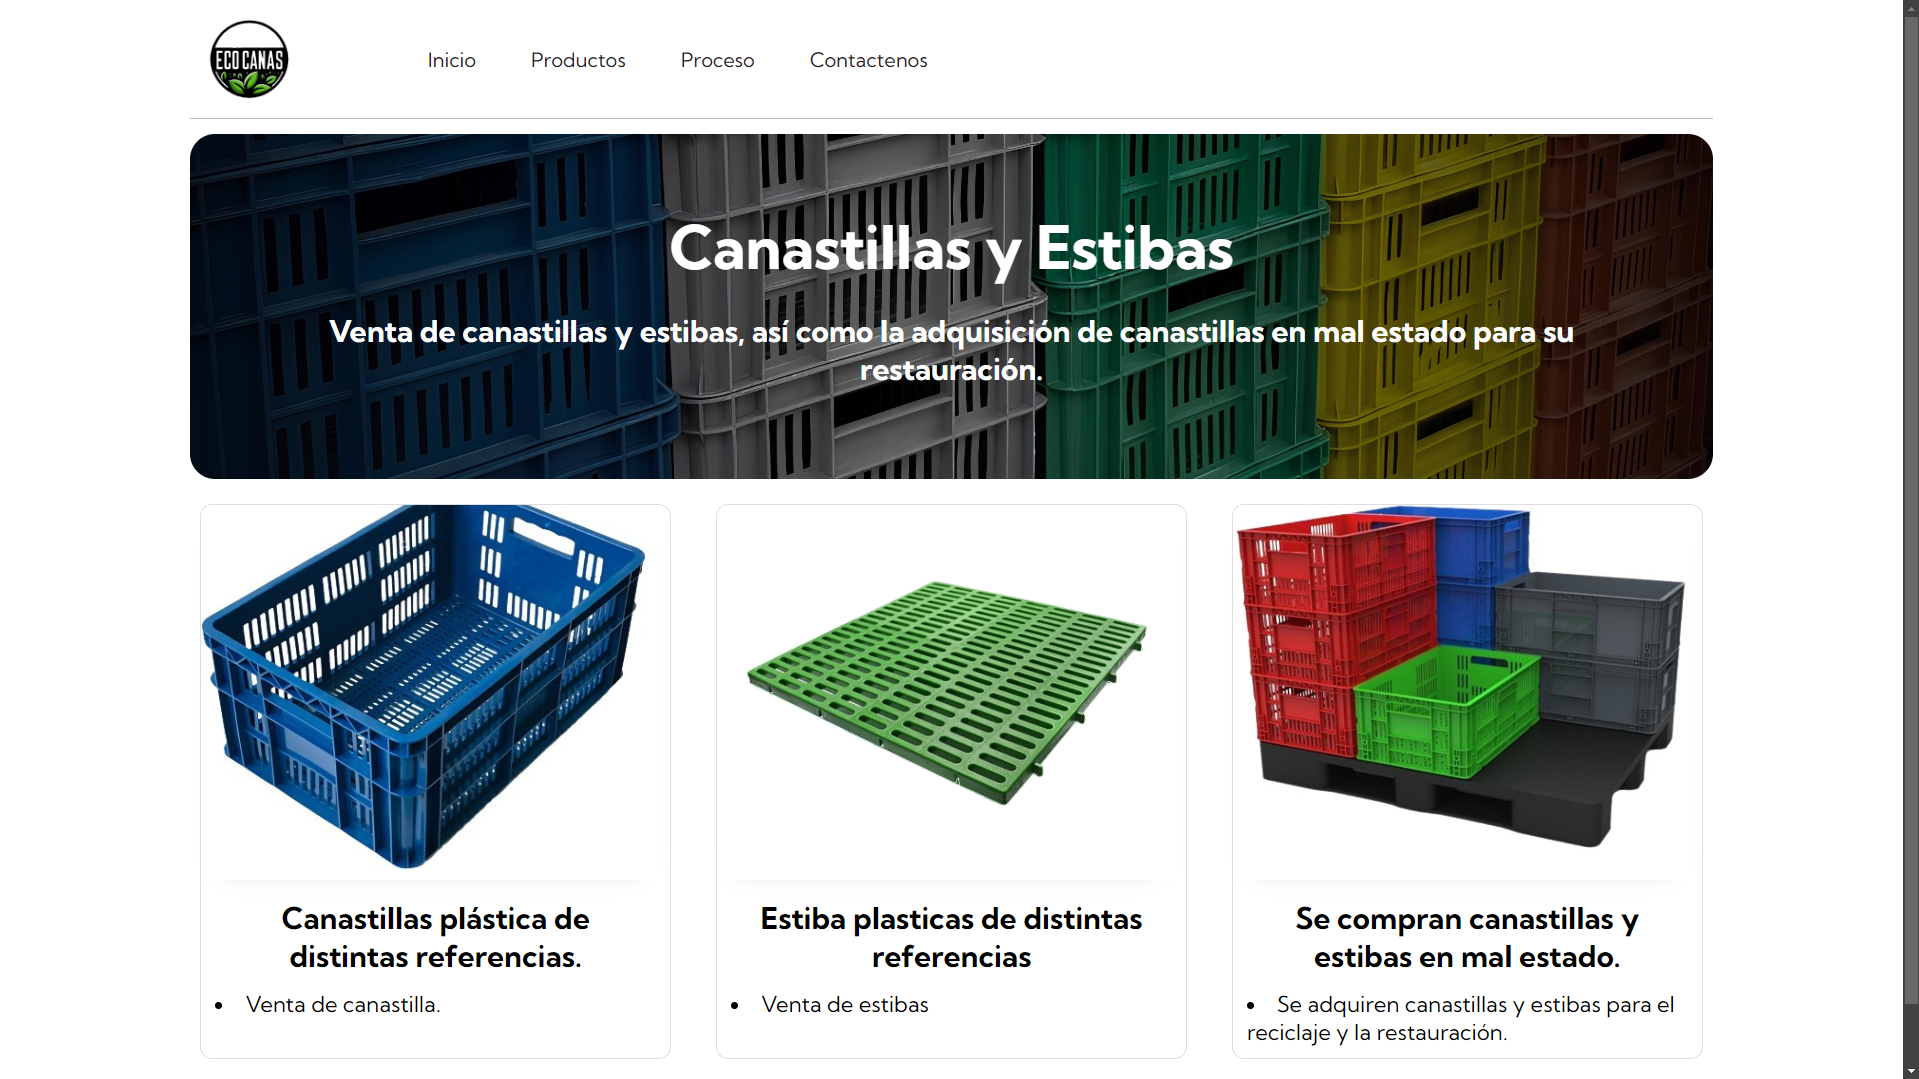 ECO CANAS
Inicio
Productos
Proceso
Contactenos
Canastillas y Estibas
Venta de canastillas y estibas, así como la adquisición de canastillas en mal estado para su
restauración.
Canastillas plástica de
distintas referencias.
Venta de canastilla.
Estiba plasticas de distintas
referencias
Venta de estibas
Se compran canastillas y
estibas en mal estado.
Se adquiren canastillas y estibas para el
reciclaje y la restauración.